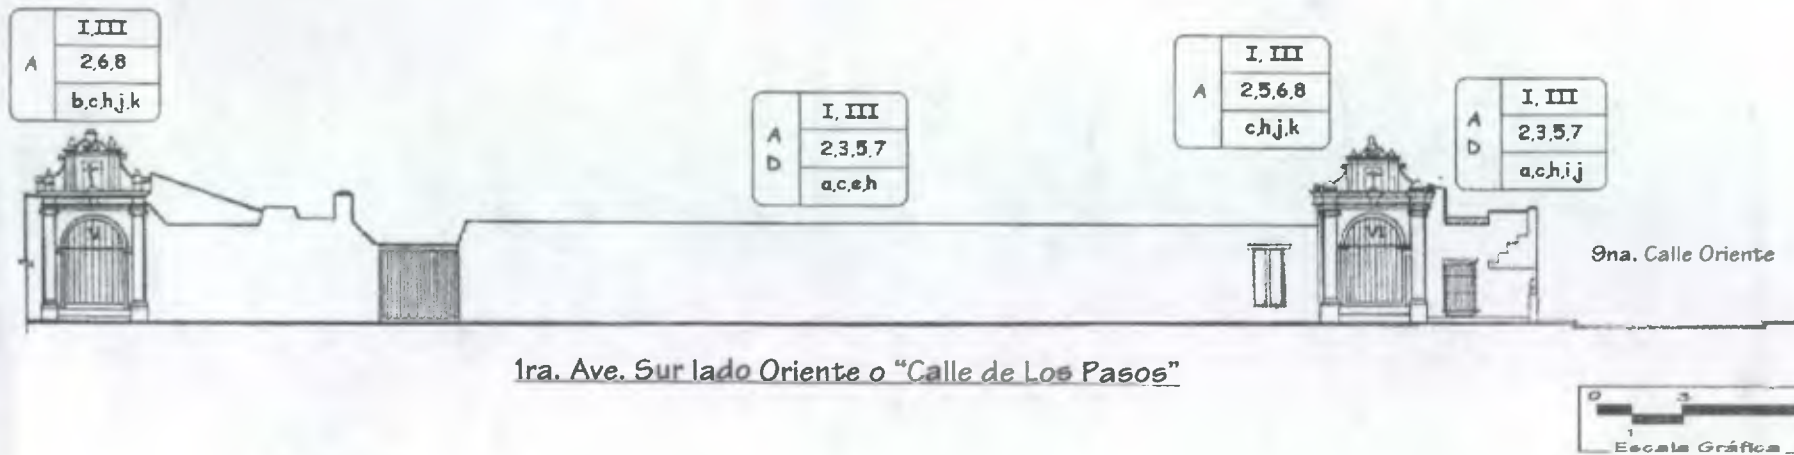 I,III
A
2,6,8
b,c,h,j,k
I, III
A
D
2,3,5,7
a,c,e,h
I, III
A
2,5,6,8
c,h,j,k
I, III
A
D
2,3,5,7
a,c,h,i,j
V
VI
9na. Calle Oriente
1ra. Ave. Sur lado Oriente o “Calle de Los Pasos”
0 3
1
Escala Gráfica